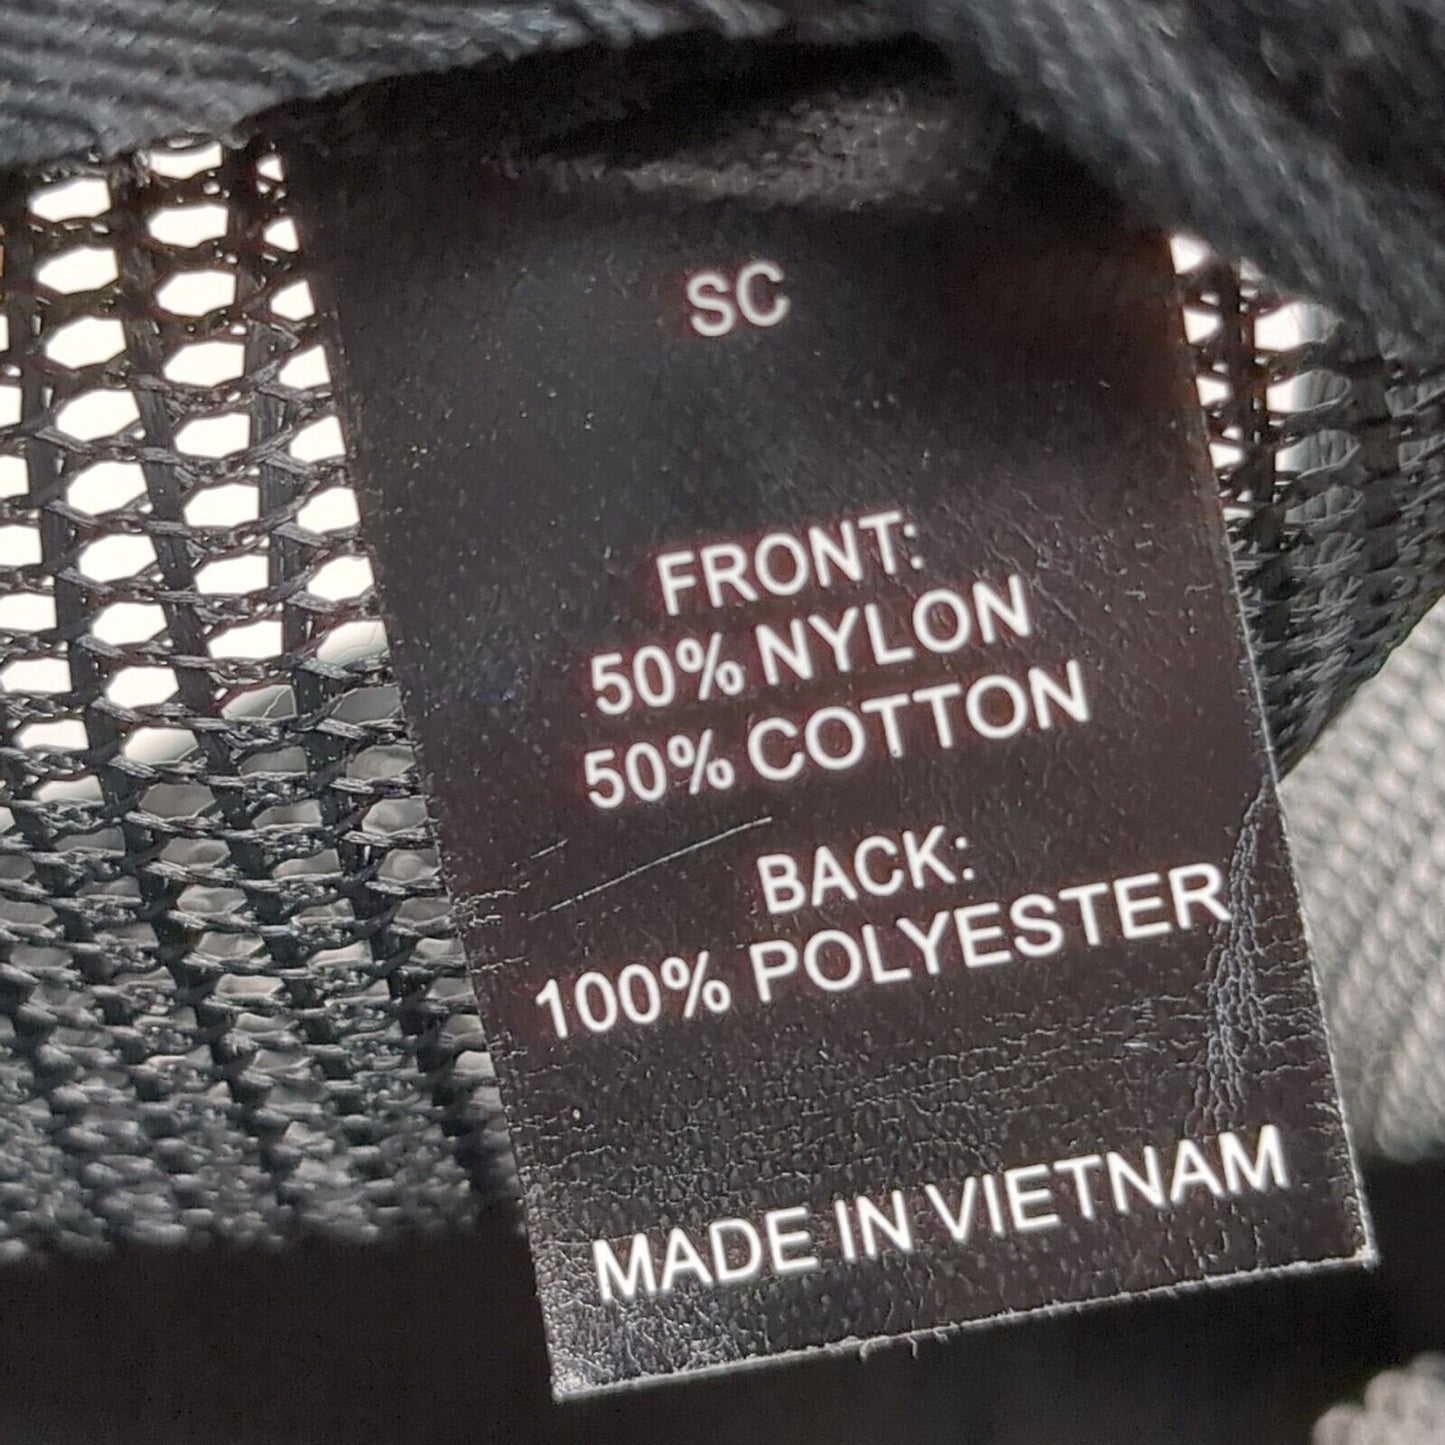 SC
FRONT:
50% NYLON
50% COTTON
BACK:
100% POLYESTER
MADE IN VIETNAM